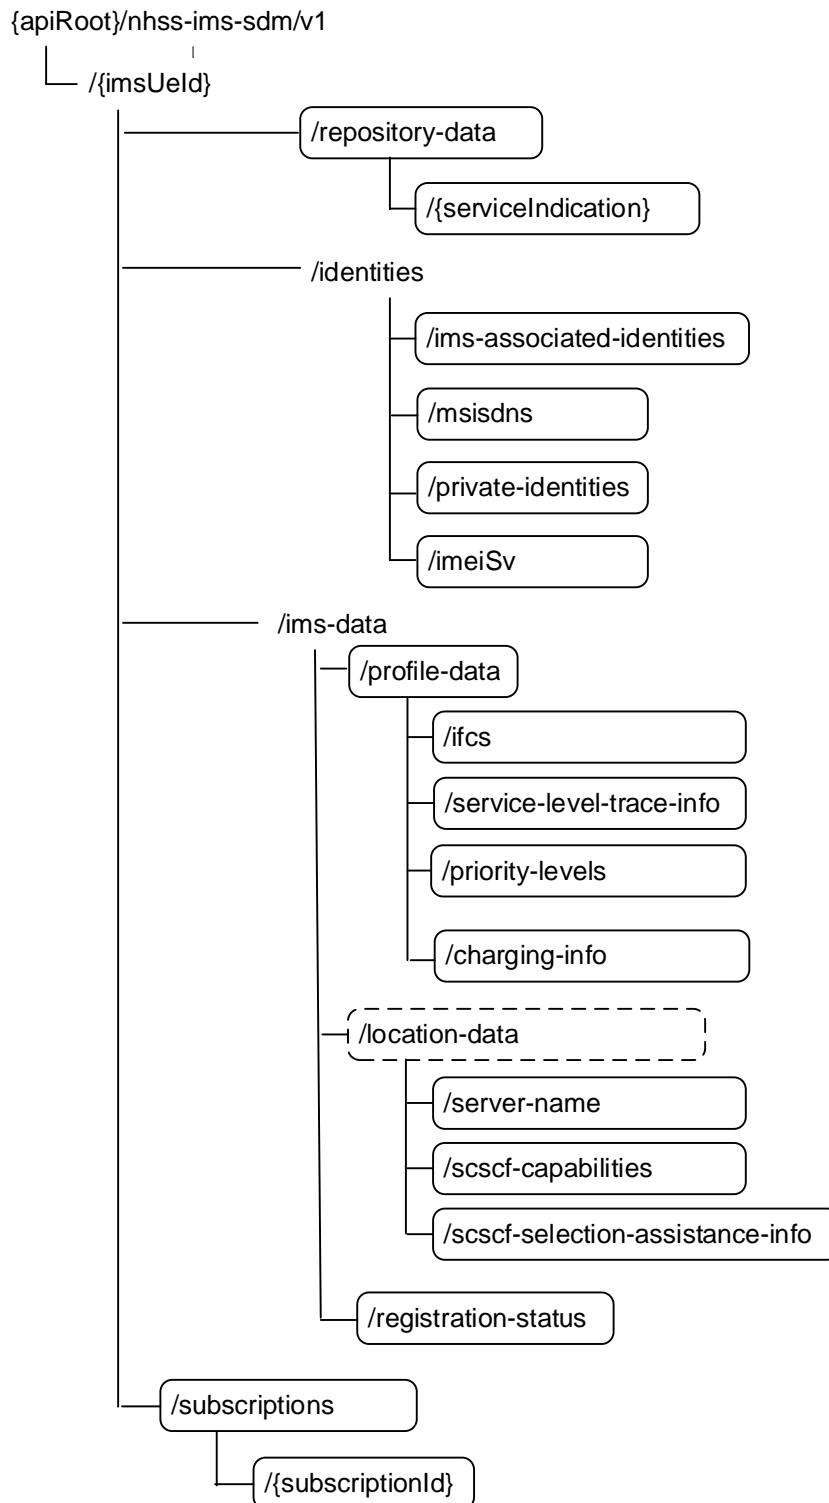 {apiRoot}/nhss-ims-sdm/v1
/{imsUeId}
/repository-data
/{serviceIndication}
/identities
/ims-associated-identities
/msisdns
/private-identities
/imeiSv
/ims-data
/profile-data
/ifcs
/service-level-trace-info
/priority-levels
/charging-info
/location-data
/server-name
/scscf-capabilities
/scscf-selection-assistance-info
/registration-status
/subscriptions
/{subscriptionId}